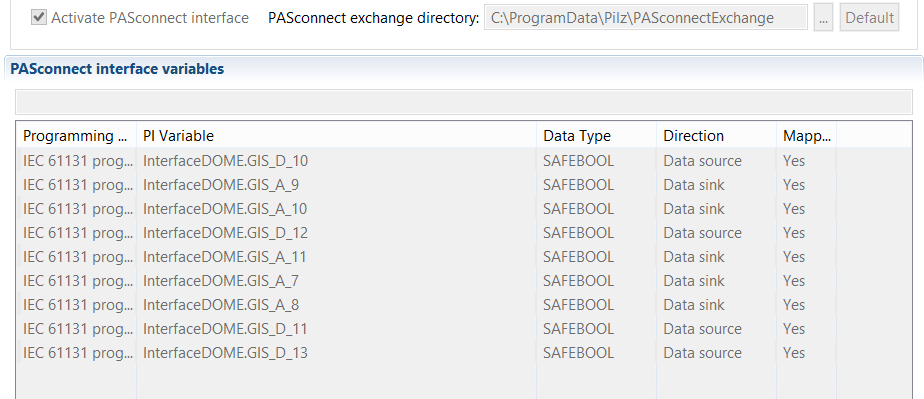 Activate PASconnect interface PASconnect exchange directory: C:\ProgramData\Pilz\PASconnectExchange ... Default
PASconnect interface variables
Programming ... PI Variable Data Type Direction Mapp...
IEC 61131 prog... InterfaceDOME.GIS_D_10 SAFEBOOL Data source Yes
IEC 61131 prog... InterfaceDOME.GIS_A_9 SAFEBOOL Data sink Yes
IEC 61131 prog... InterfaceDOME.GIS_A_10 SAFEBOOL Data sink Yes
IEC 61131 prog... InterfaceDOME.GIS_D_12 SAFEBOOL Data source Yes
IEC 61131 prog... InterfaceDOME.GIS_A_11 SAFEBOOL Data sink Yes
IEC 61131 prog... InterfaceDOME.GIS_A_7 SAFEBOOL Data sink Yes
IEC 61131 prog... InterfaceDOME.GIS_A_8 SAFEBOOL Data sink Yes
IEC 61131 prog... InterfaceDOME.GIS_D_11 SAFEBOOL Data source Yes
IEC 61131 prog... InterfaceDOME.GIS_D_13 SAFEBOOL Data source Yes